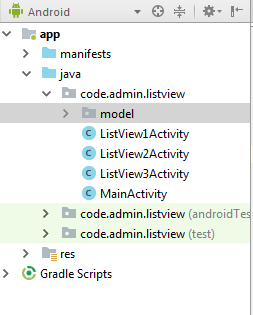 Android
app
manifests
java
code.admin.listview
model
ListView1Activity
ListView2Activity
ListView3Activity
MainActivity
code.admin.listview (androidTes
code.admin.listview (test)
res
Gradle Scripts